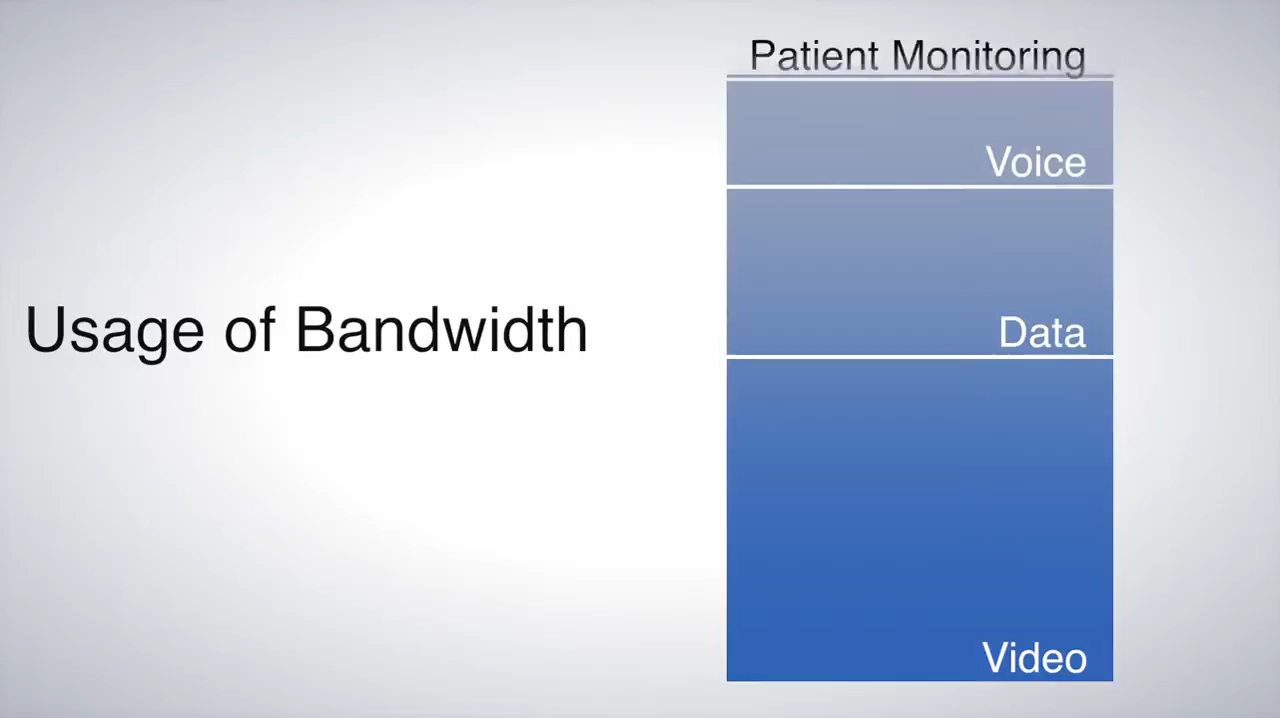 Patient Monitoring
Voice
Data
Usage of Bandwidth
Video